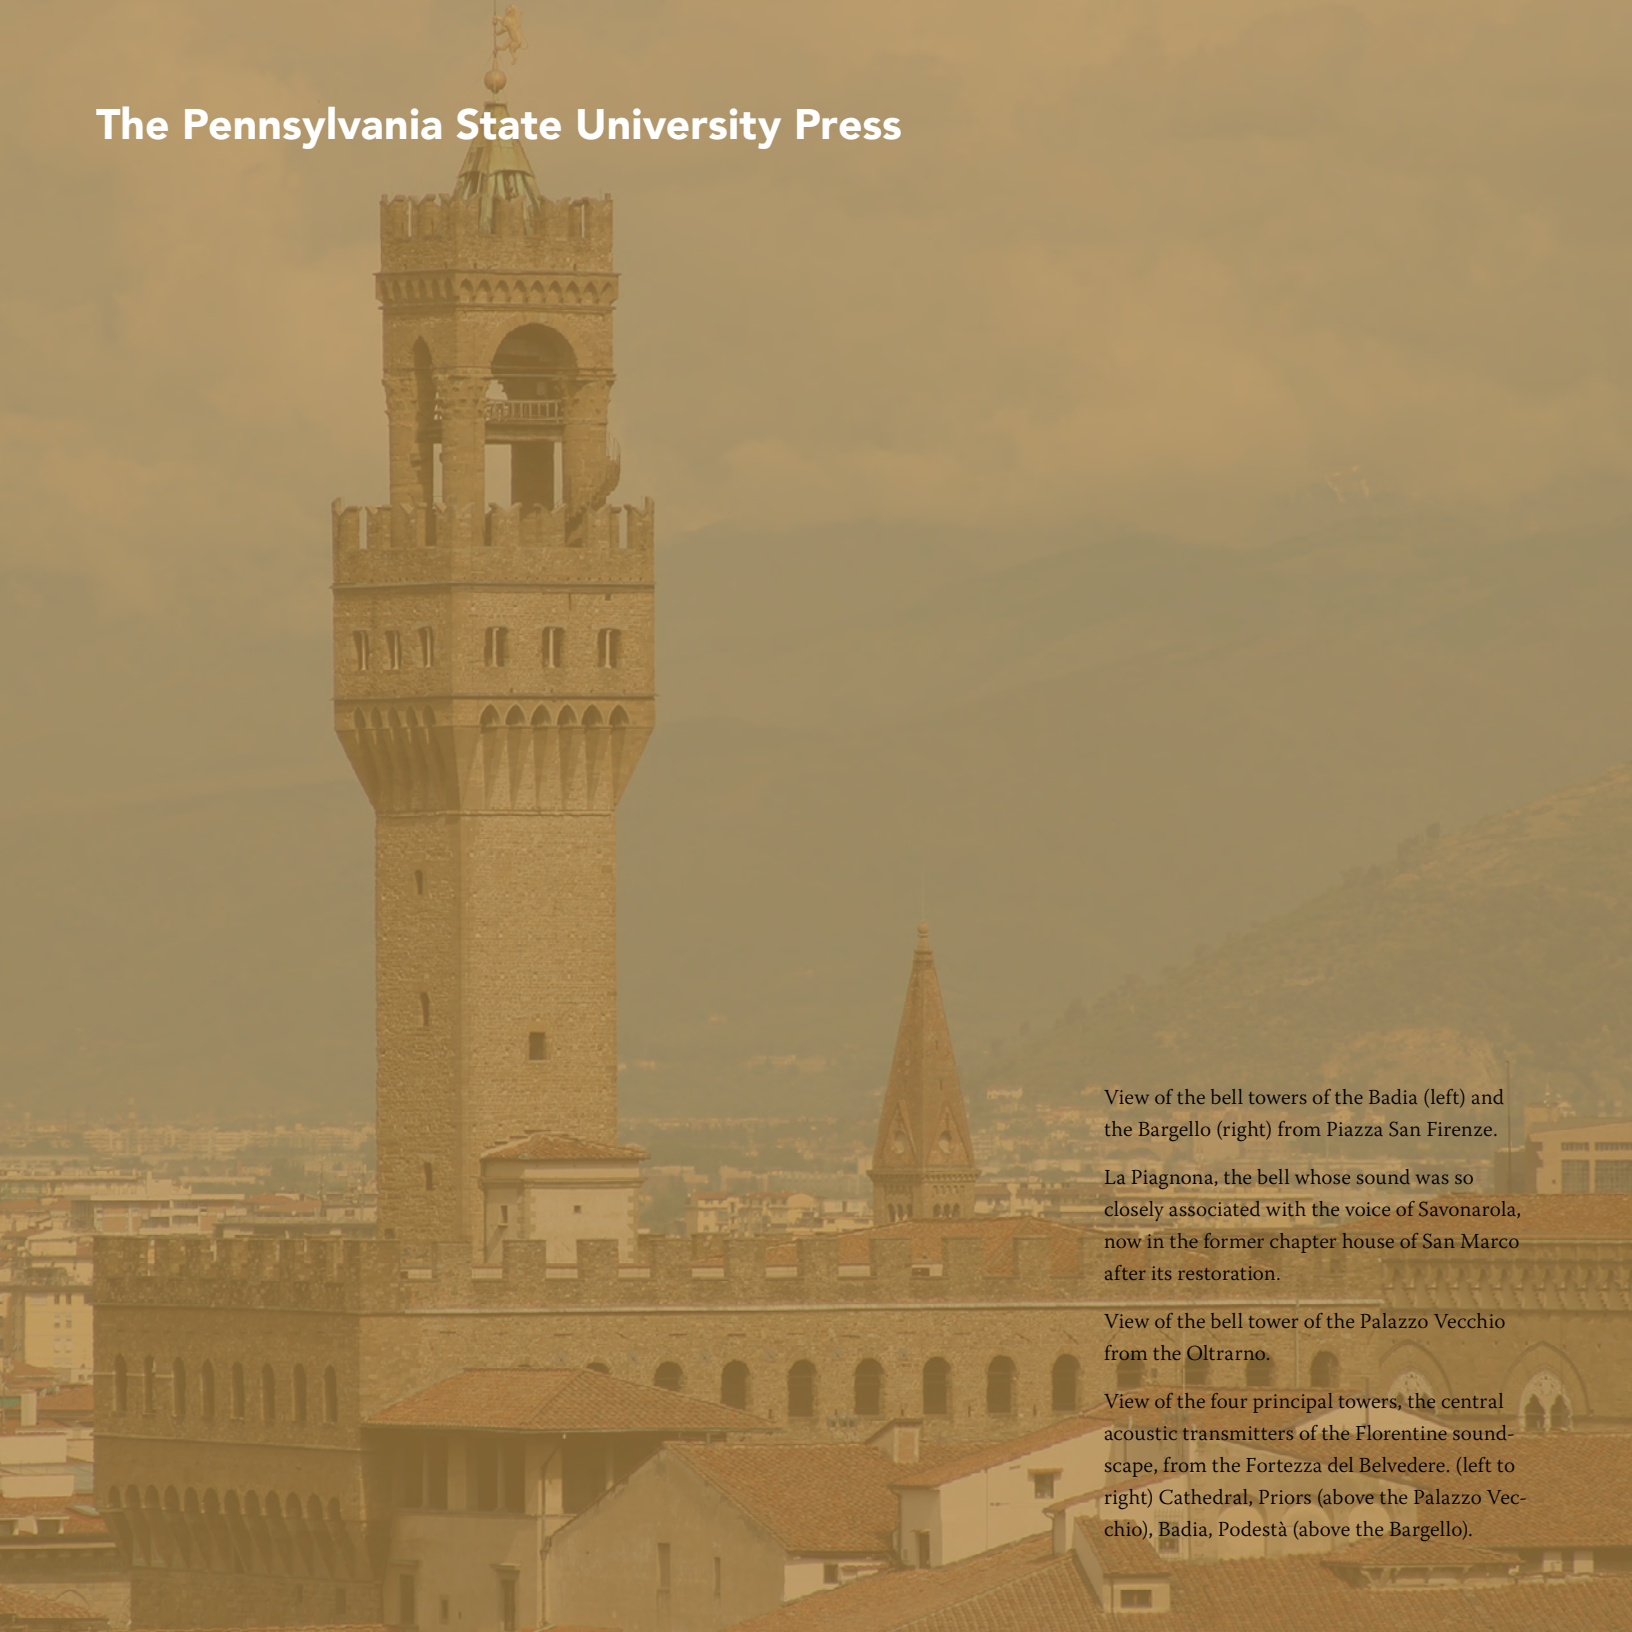 The Pennsylvania State University Press
View of the bell towers of the Badia (left) and
the Bargello (right) from Piazza San Firenze.
La Piagnona, the bell whose sound was so
closely associated with the voice of Savonarola,
now in the former chapter house of San Marco
after its restoration.
View of the bell tower of the Palazzo Vecchio
from the Oltrarno.
View of the four principal towers, the central
acoustic transmitters of the Florentine sound-
scape, from the Fortezza del Belvedere. (left to
right) Cathedral, Priors (above the Palazzo Vec-
chio), Badia, Podestà (above the Bargello).